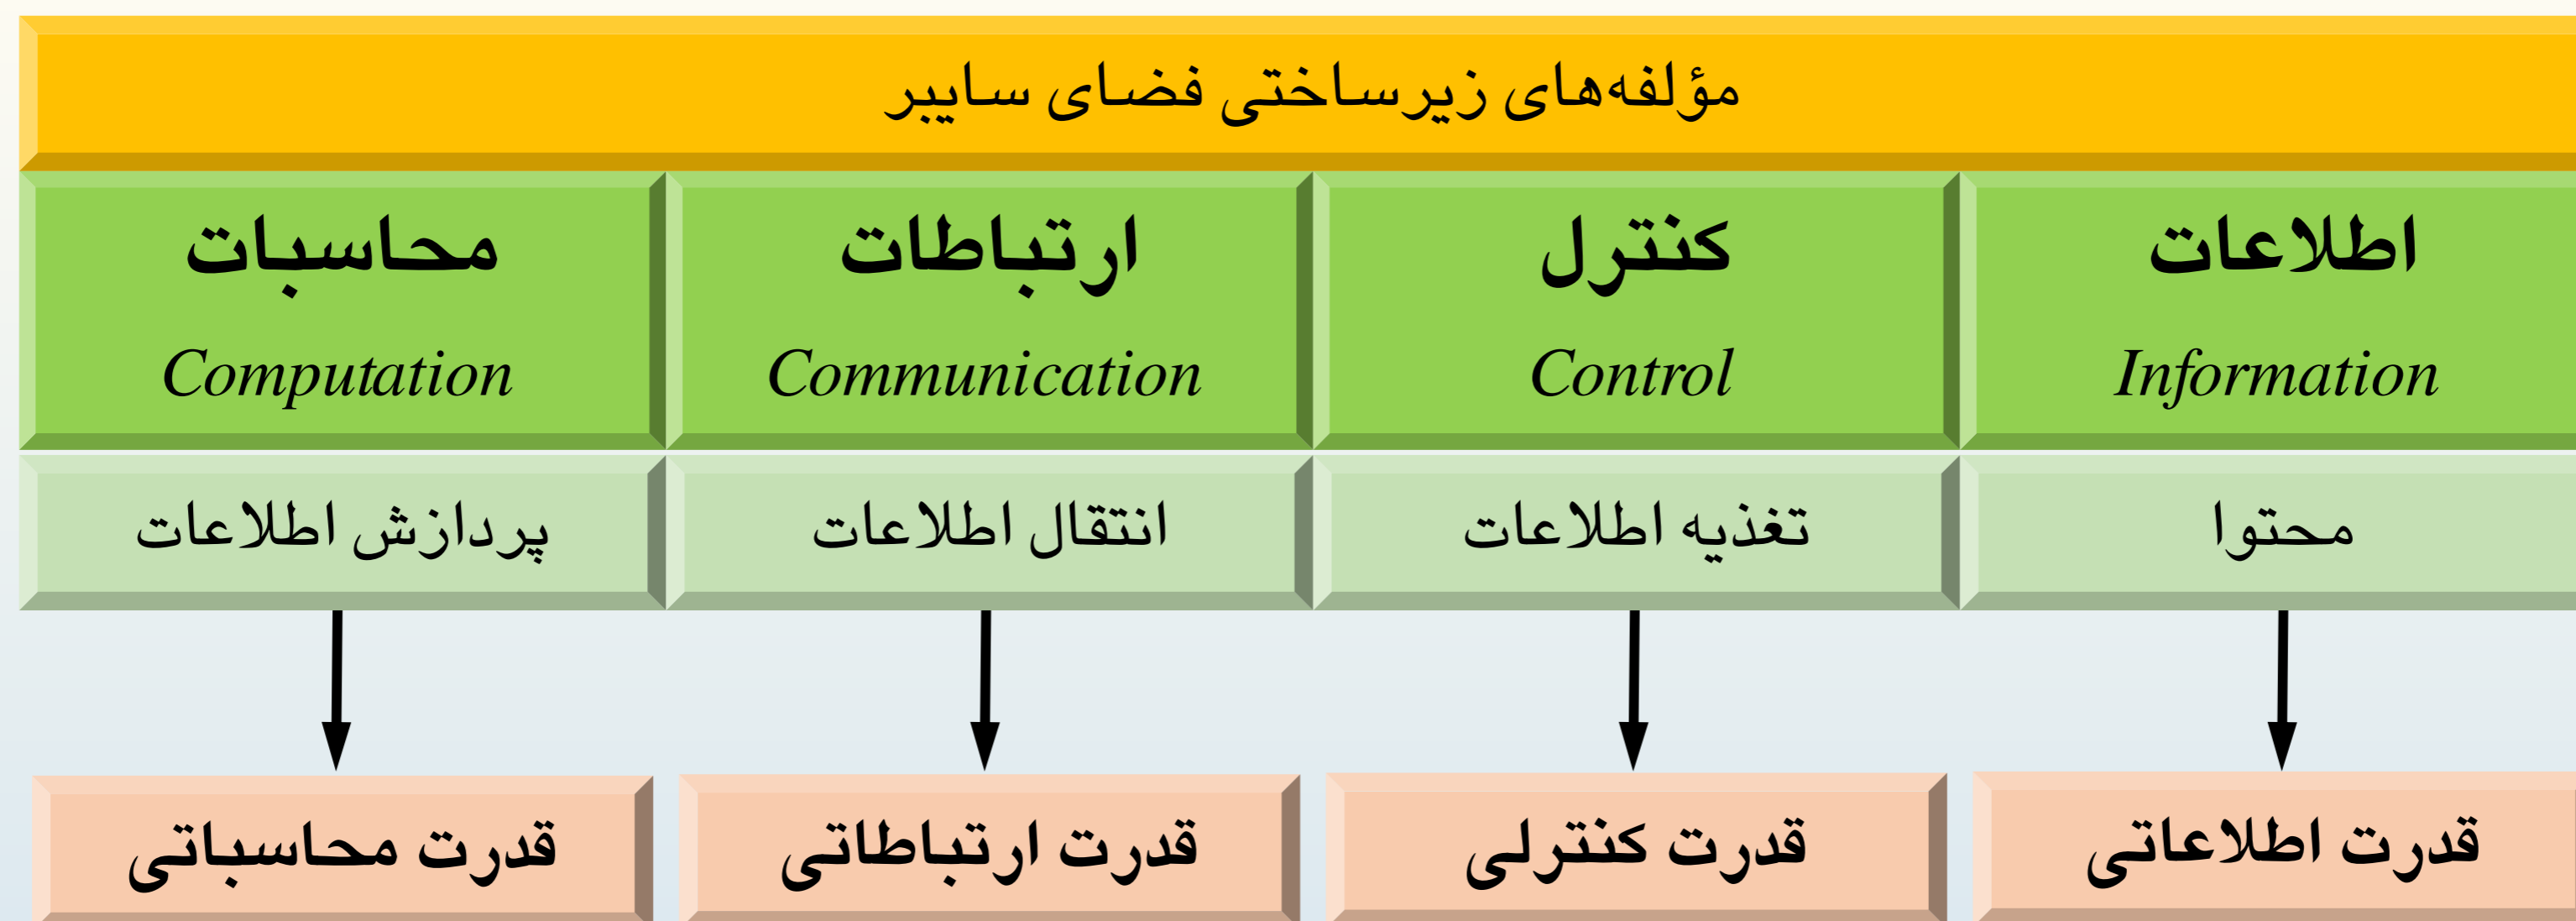 مؤلفه‌های زیرساختی فضای سایبر
اطلاعات
Information
کنترل
Control
ارتباطات
Communication
محاسبات
Computation
محتوا
تغذیه اطلاعات
انتقال اطلاعات
پردازش اطلاعات
قدرت اطلاعاتی
قدرت کنترلی
قدرت ارتباطاتی
قدرت محاسباتی